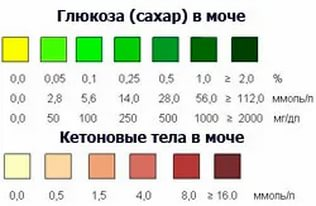 Глюкоза (сахар) в моче
0,0 0,05 0,1 0,25 0,5 1,0 ≥ 2,0 %
0,0 2,8 5,6 14,0 28,0 56,0 ≥ 112,0 ммоль/л
0,0 50 100 250 500 1000 ≥ 2000 мг/дл
Кетоновые тела в моче
0,0 0,5 1,5 4,0 8,0 ≥ 16.0 ммоль/л